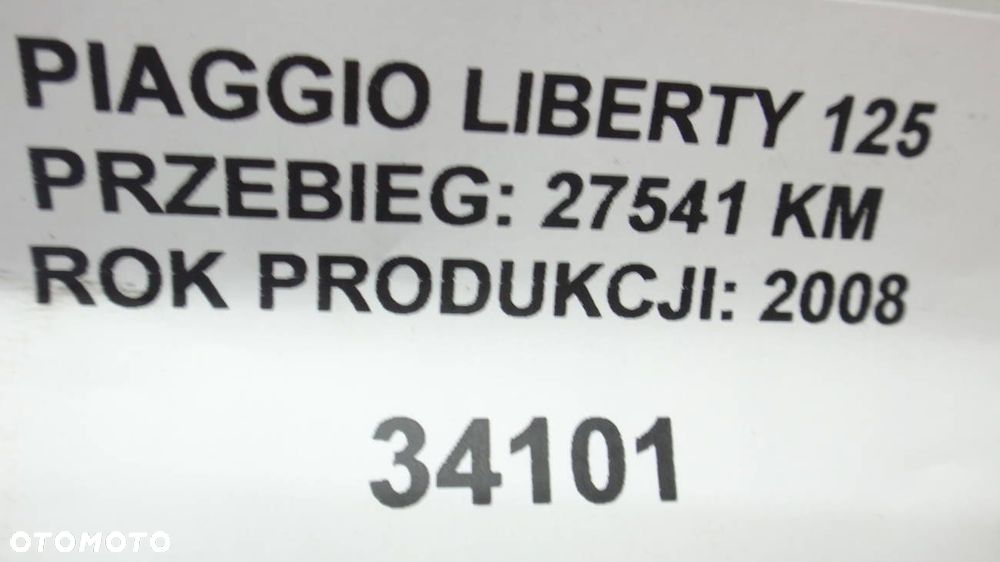 PIAGGIO LIBERTY 125
PRZEBIEG: 27541 KM
ROK PRODUKCJI: 2008
34101
OTOMOTO